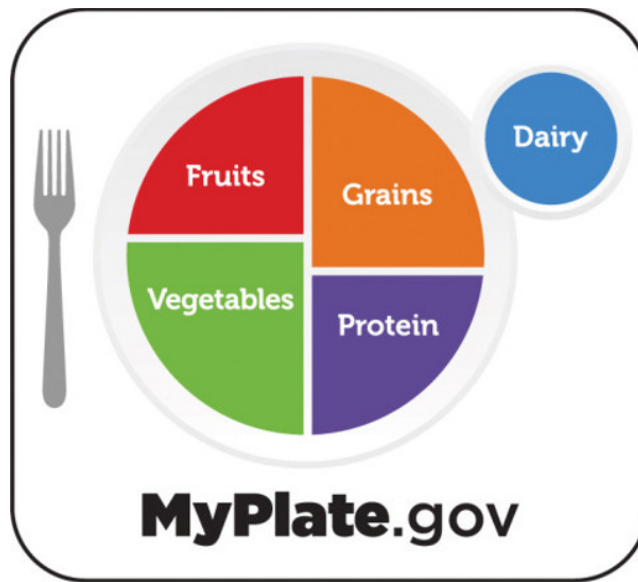 Fruits
Grains
Dairy
Vegetables
Protein
MyPlate.gov